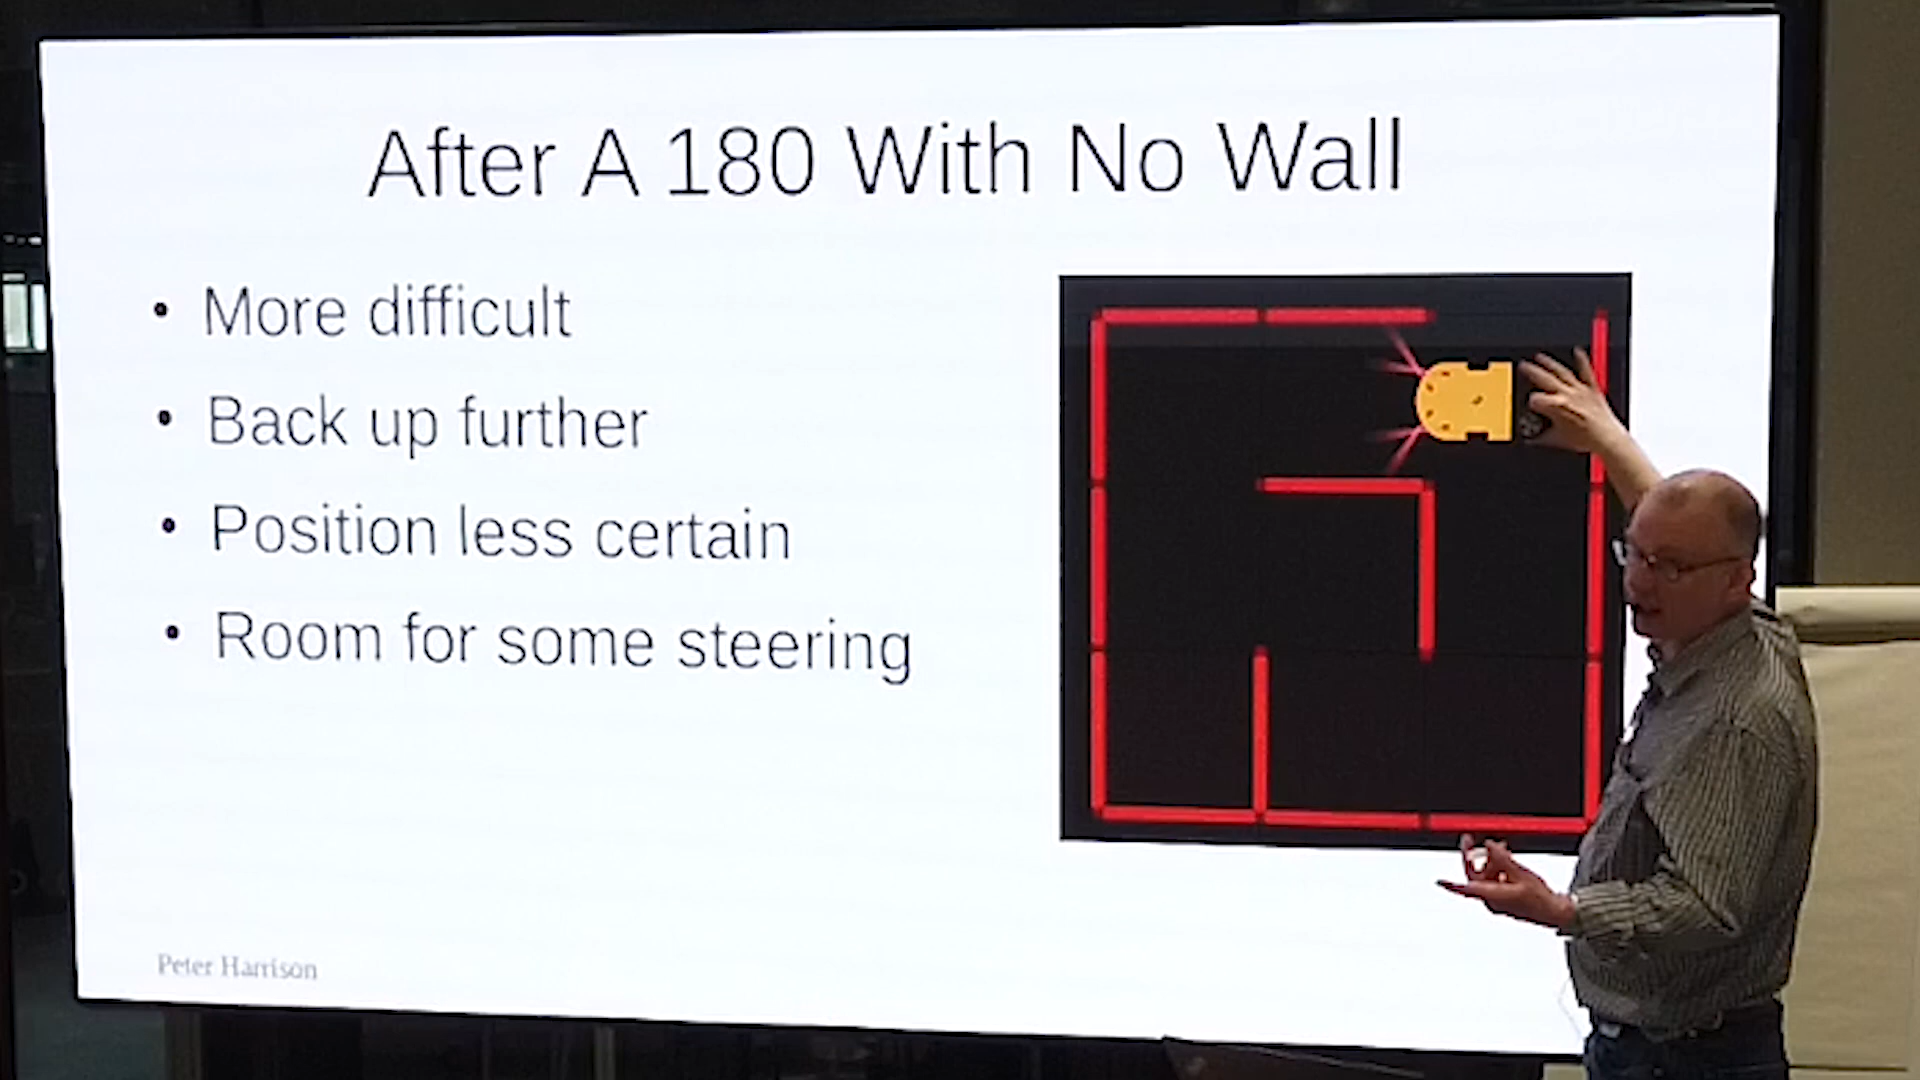 After A 180 With No Wall
• More difficult
• Back up further
• Position less certain
• Room for some steering
Peter Harrison